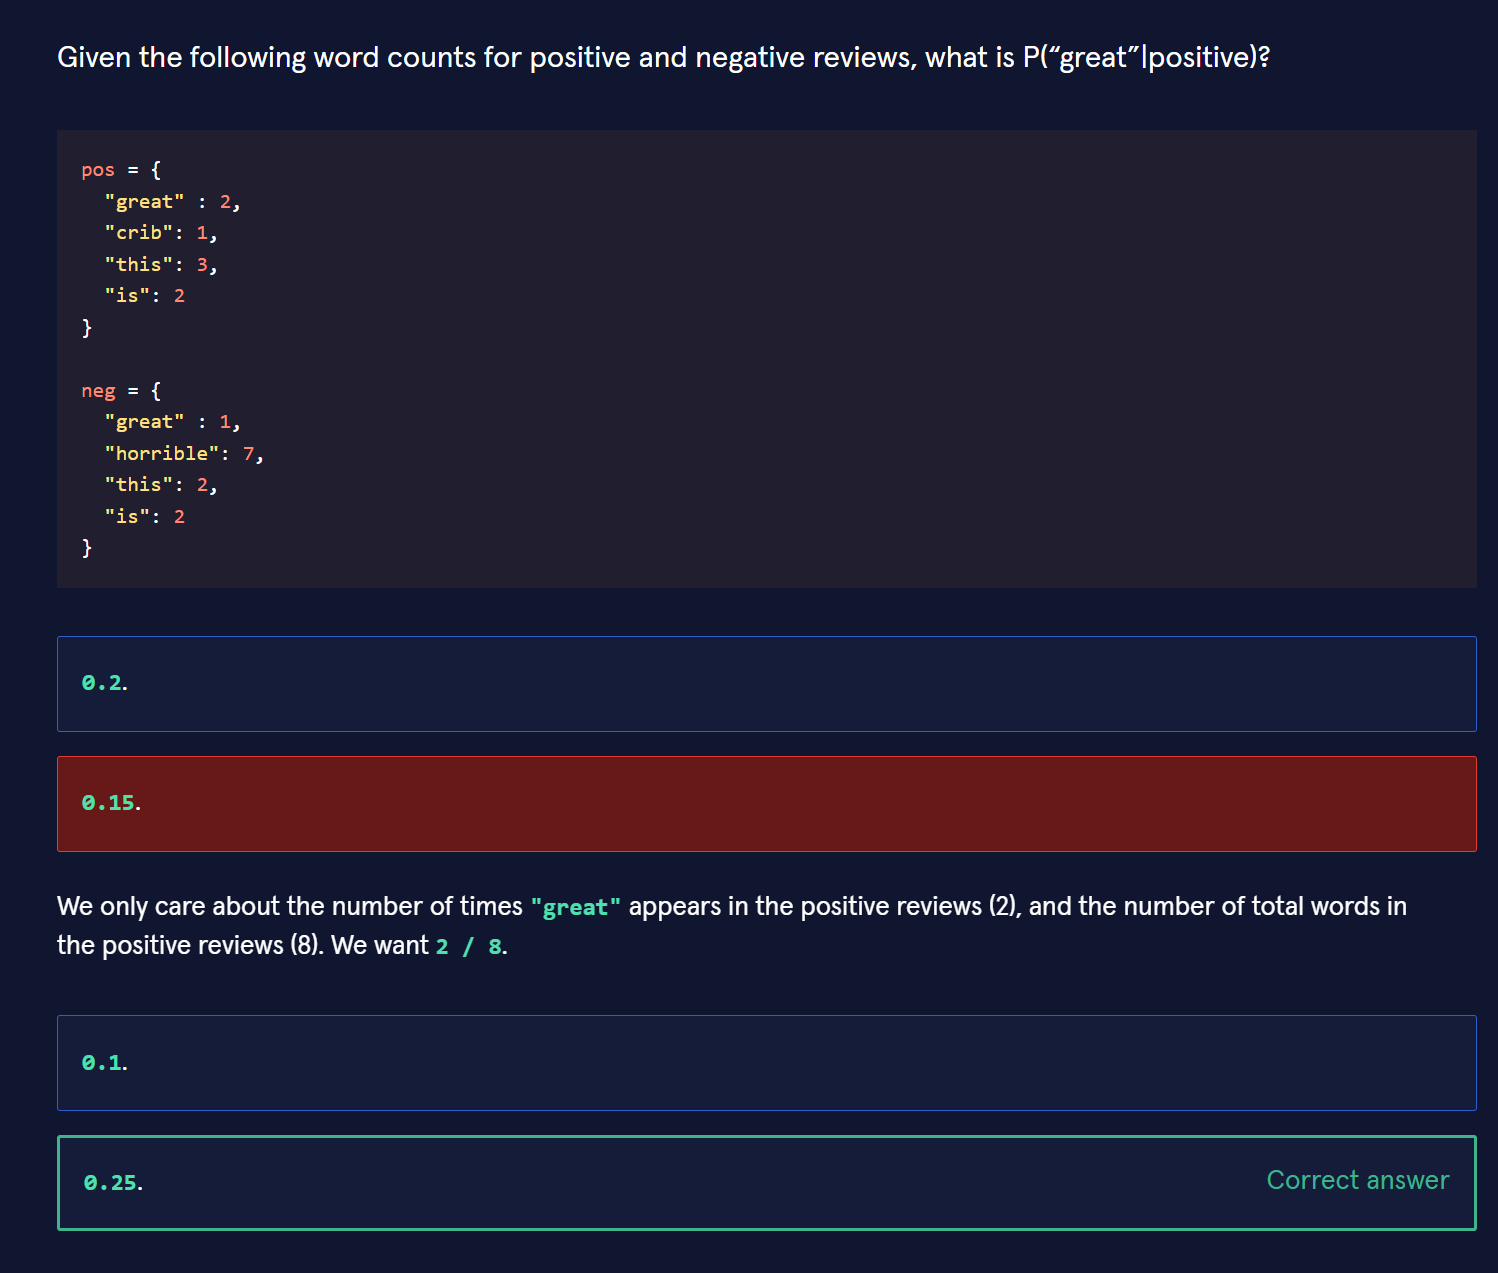 Given the following word counts for positive and negative reviews, what is P(“great”|positive)?
pos = {
  "great" : 2,
  "crib": 1,
  "this": 3,
  "is": 2
}
neg = {
  "great" : 1,
  "horrible": 7,
  "this": 2,
  "is": 2
}
0.2.
0.15.
We only care about the number of times "great" appears in the positive reviews (2), and the number of total words in
the positive reviews (8). We want 2 / 8.
0.1.
0.25.
Correct answer